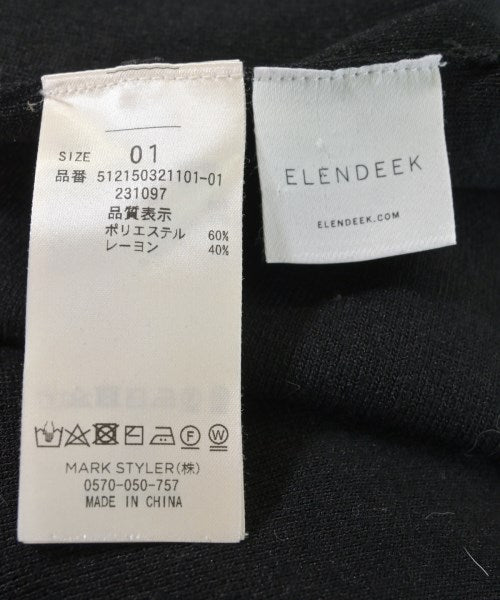 SIZE 01
品番 512150321101-01
231097
品質表示
ポリエステル 60%
レーヨン 40%
MARK STYLER(株)
0570-050-757
MADE IN CHINA
ELENDEEK
ELENDEEK.COM